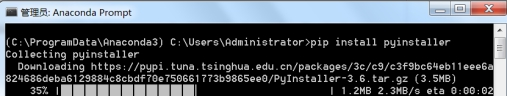 管理员: Anaconda Prompt
(C:\ProgramData\Anaconda3) C:\Users\Administrator>pip install pyinstaller
Collecting pyinstaller
Downloading https://pypi.tuna.tsinghua.edu.cn/packages/3c/c9/c3f9bc64eb11eee6a
824686deba6129884c8cbdf70e750661773b9865ee0/PyInstaller-3.6.tar.gz (3.5MB)
35% | | 1.2MB 2.3MB/s eta 0:00:02